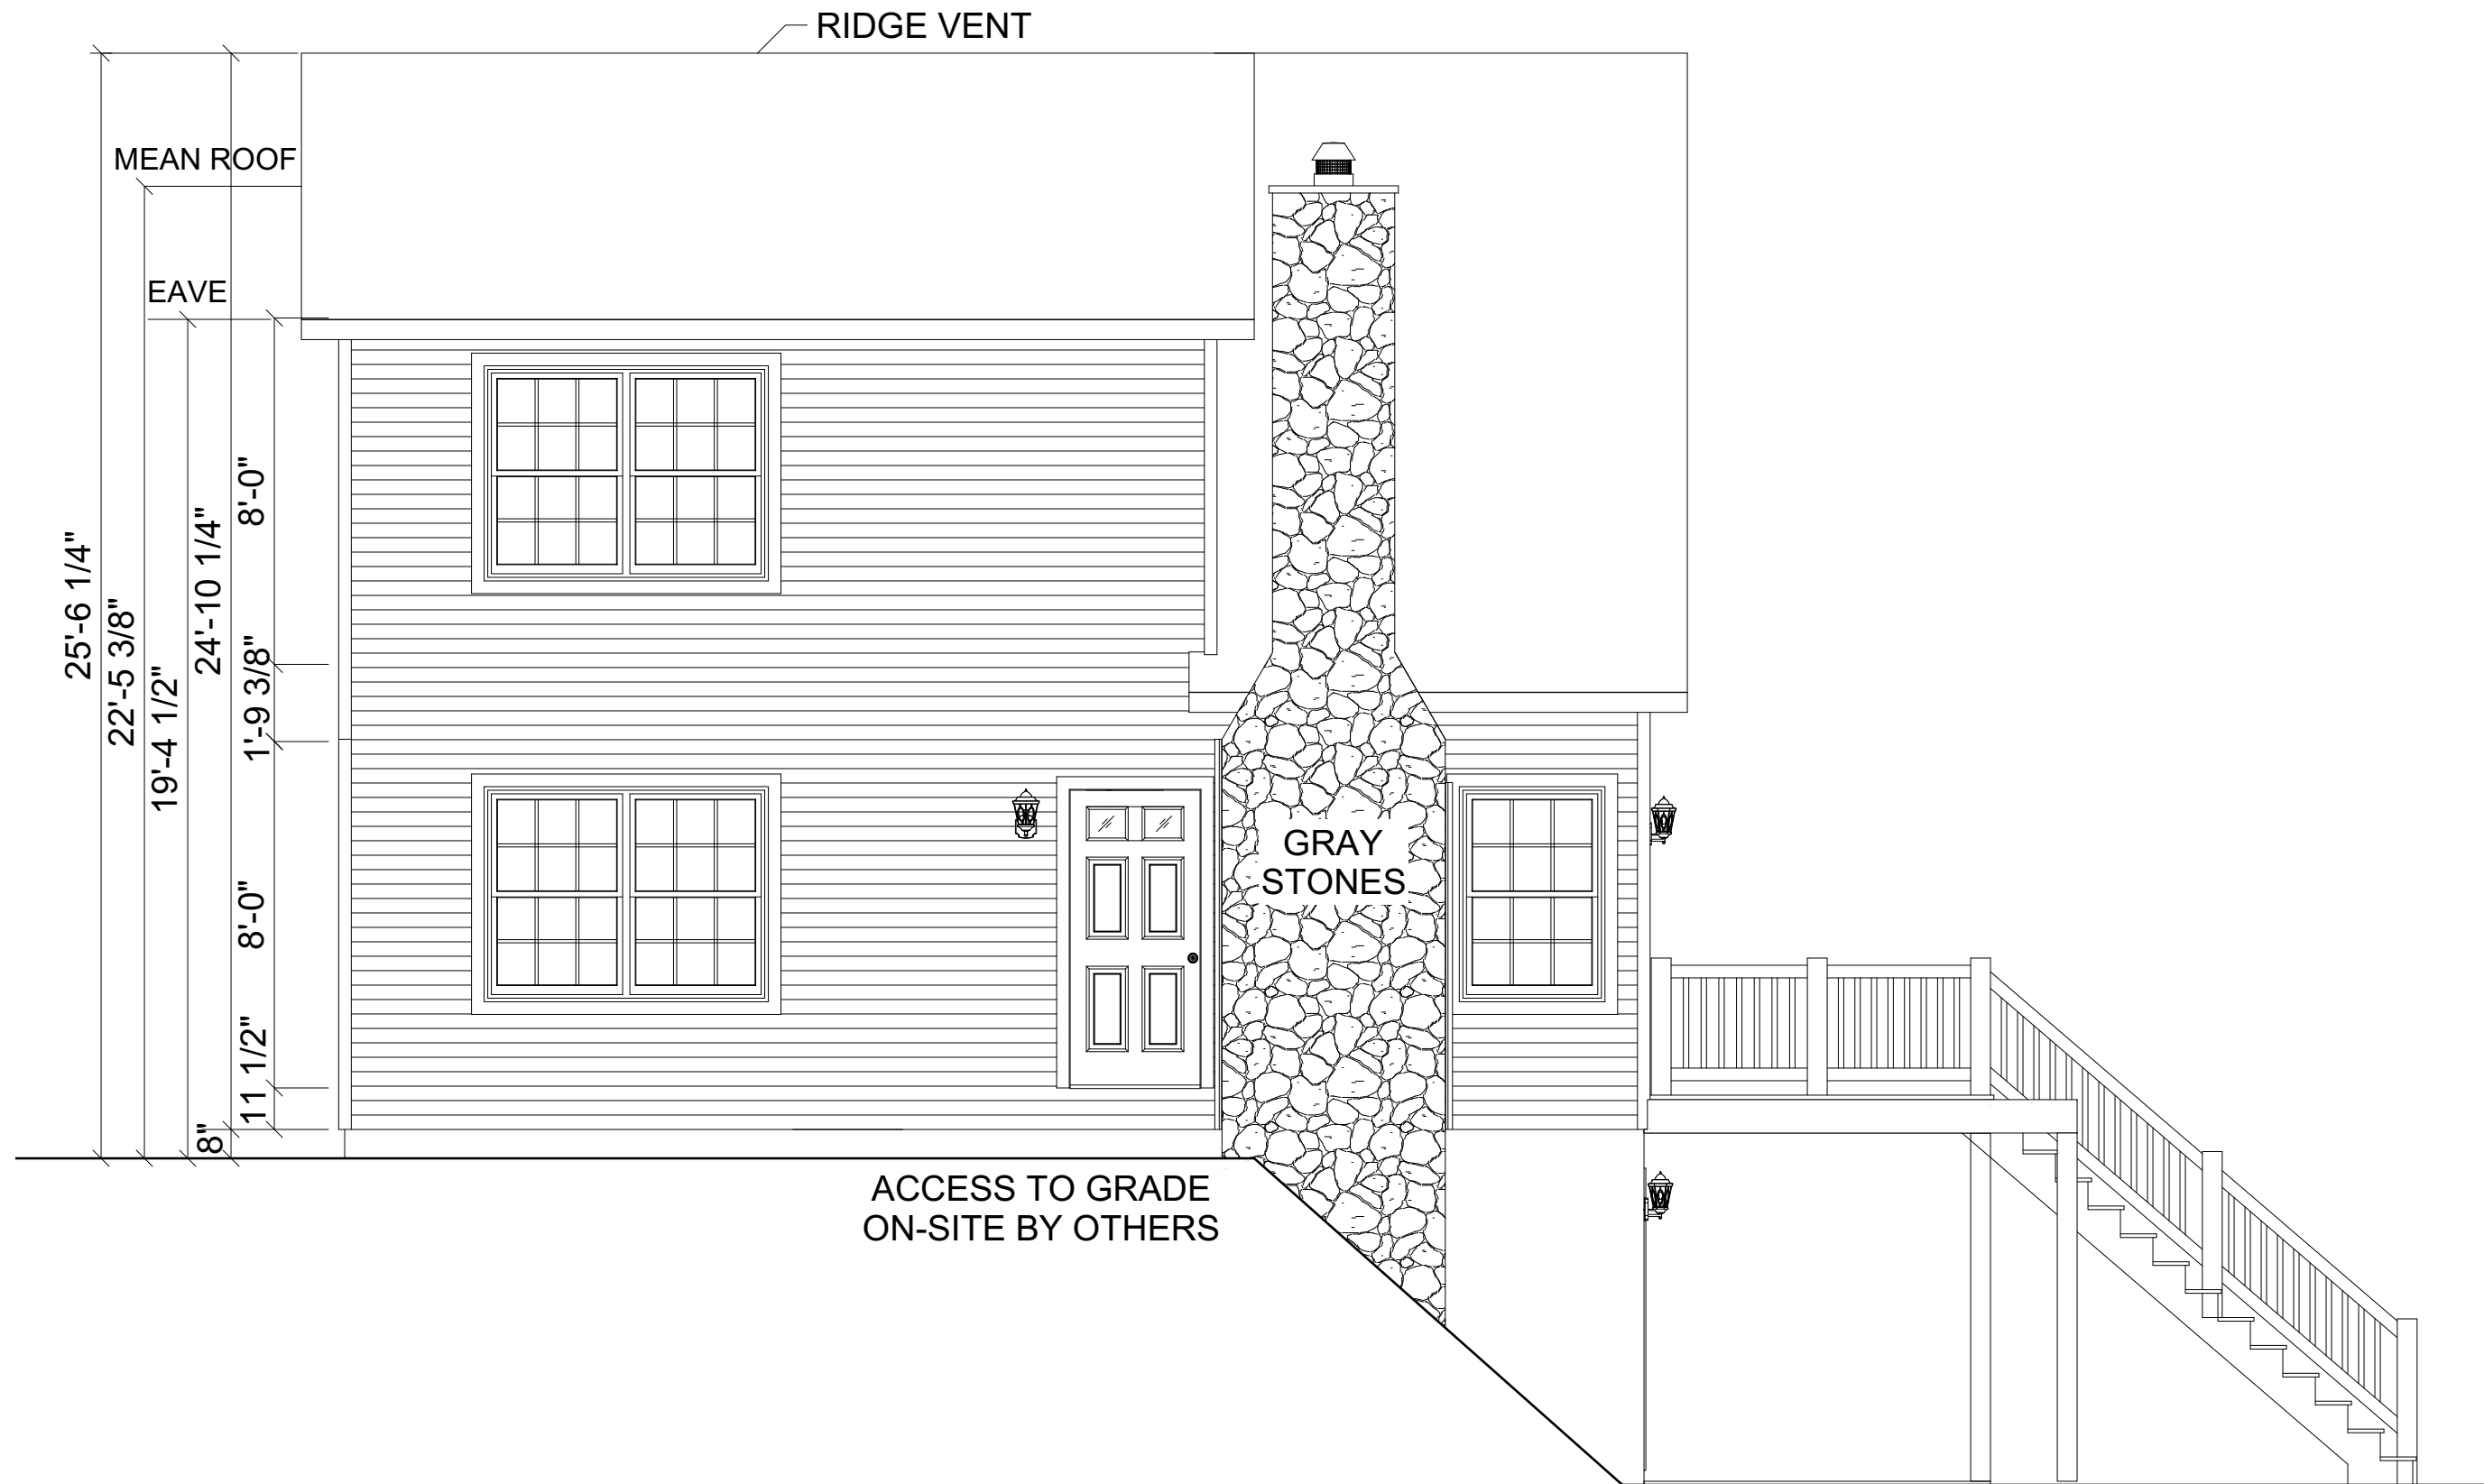 RIDGE VENT
MEAN ROOF
EAVE
25'-6 1/4"
22'-5 3/8"
19'-4 1/2"
24'-10 1/4"
8'-0"
1'-9 3/8"
8'-0"
11 1/2"
8"
GRAY
STONES
ACCESS TO GRADE
ON-SITE BY OTHERS